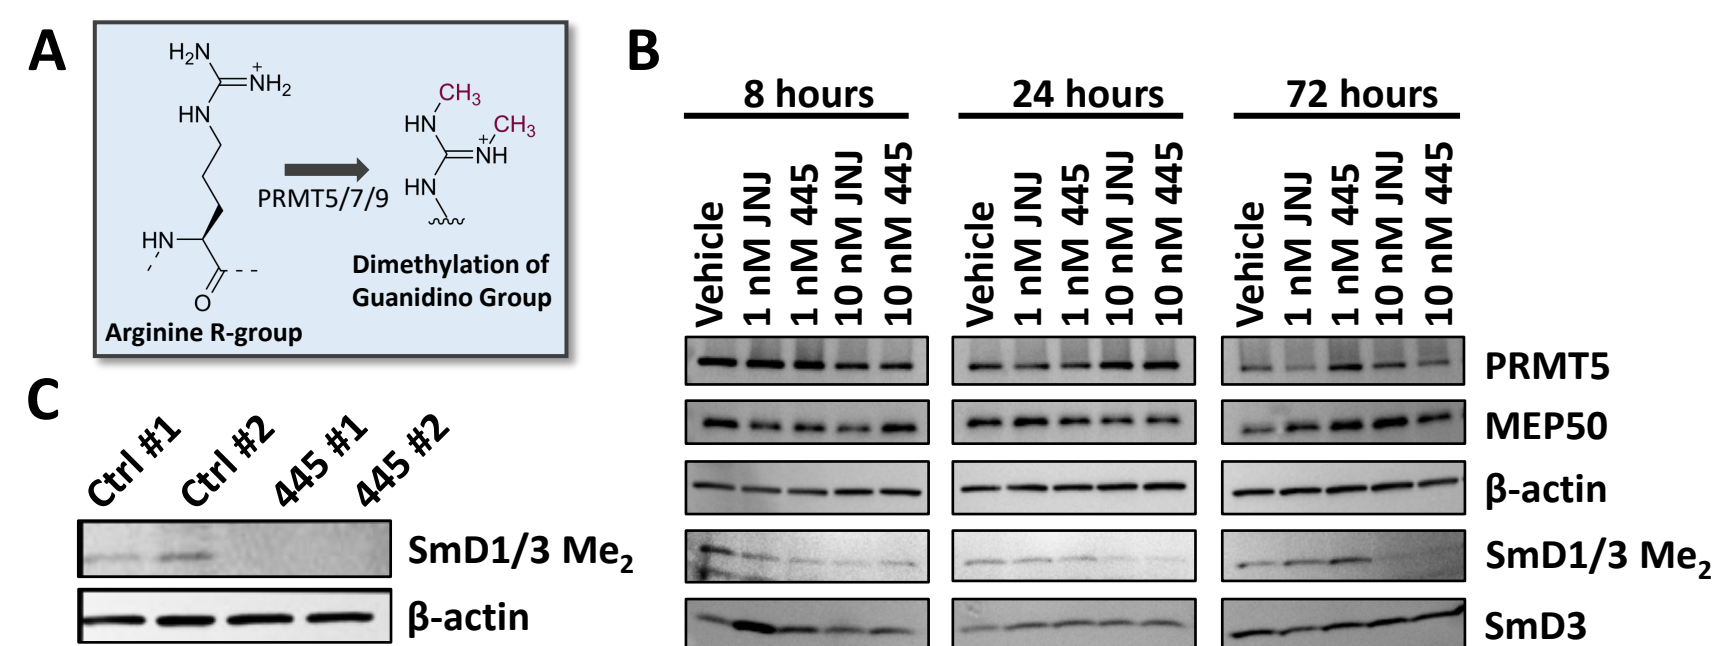 A
H₂N
+
NH₂
HN
HN
O
Arginine R-group
PRMT5/7/9
CH₃
HN
CH₃
+
NH
HN
Dimethylation of
Guanidino Group
B
8 hours
24 hours
72 hours
Vehicle
1 nM JNJ
1 nM 445
10 nM JNJ
10 nM 445
Vehicle
1 nM JNJ
1 nM 445
10 nM JNJ
10 nM 445
Vehicle
1 nM JNJ
1 nM 445
10 nM JNJ
10 nM 445
PRMT5
MEP50
β-actin
SmD1/3 Me₂
SmD3
C
Ctrl #1
Ctrl #2
445 #1
445 #2
SmD1/3 Me₂
β-actin